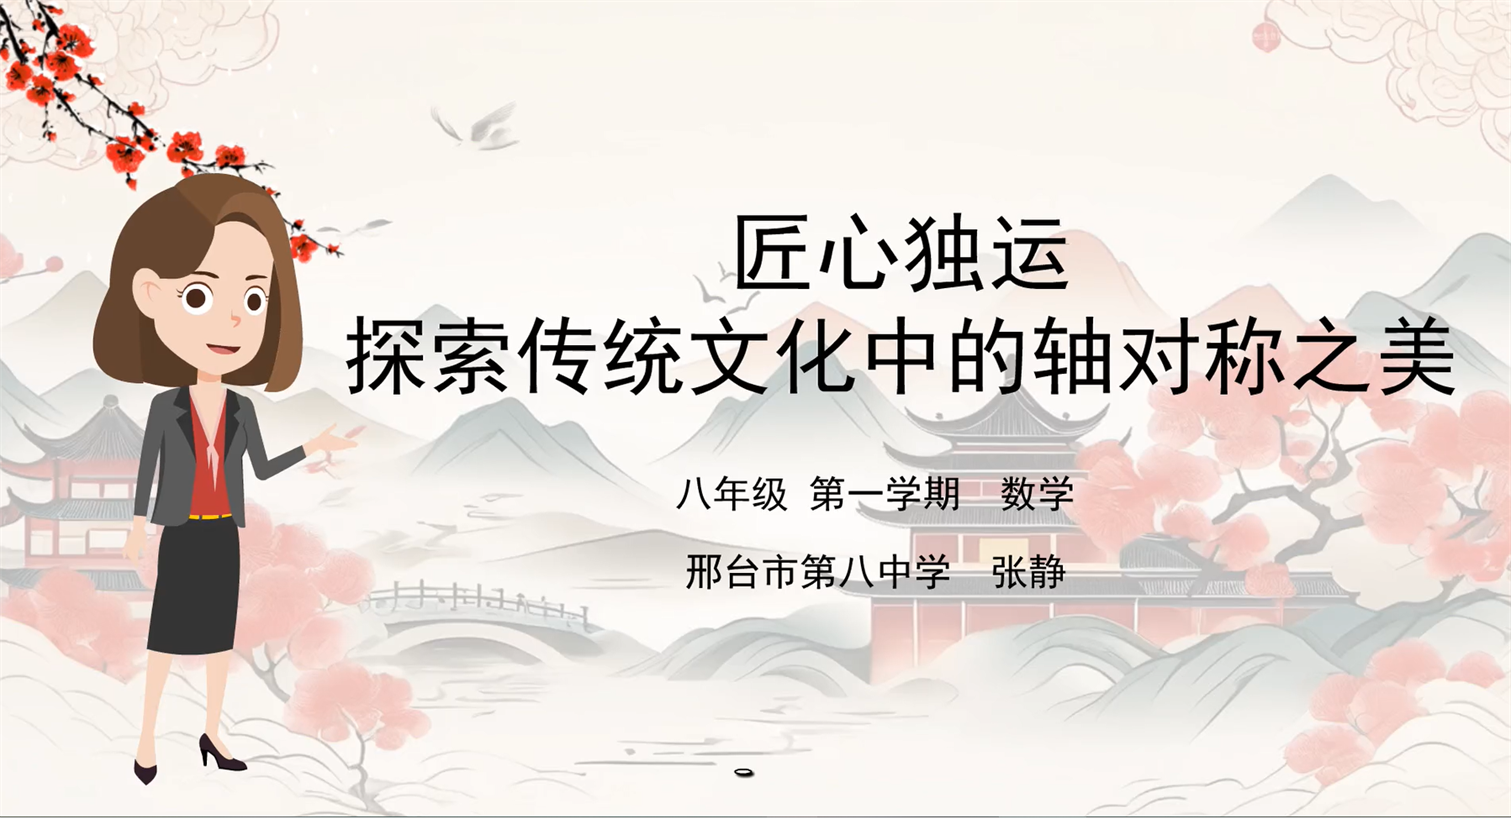 匠心独运
探索传统文化中的轴对称之美
八年级 第一学期 数学
邢台市第八中学 张静